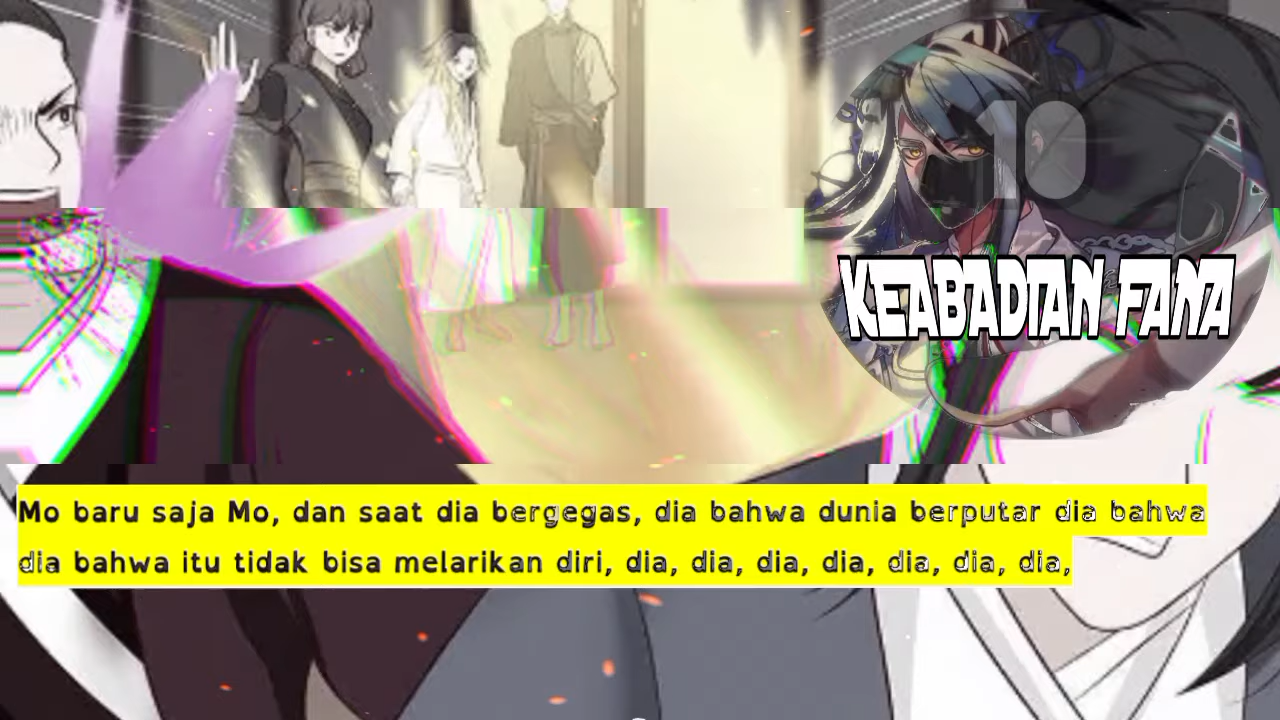 10
KEABADIAN FANA
Mo baru saja Mo, dan saat dia bergegas, dia bahwa dunia berputar dia bahwa
dia bahwa itu tidak bisa melarikan diri, dia, dia, dia, dia, dia, dia, dia,